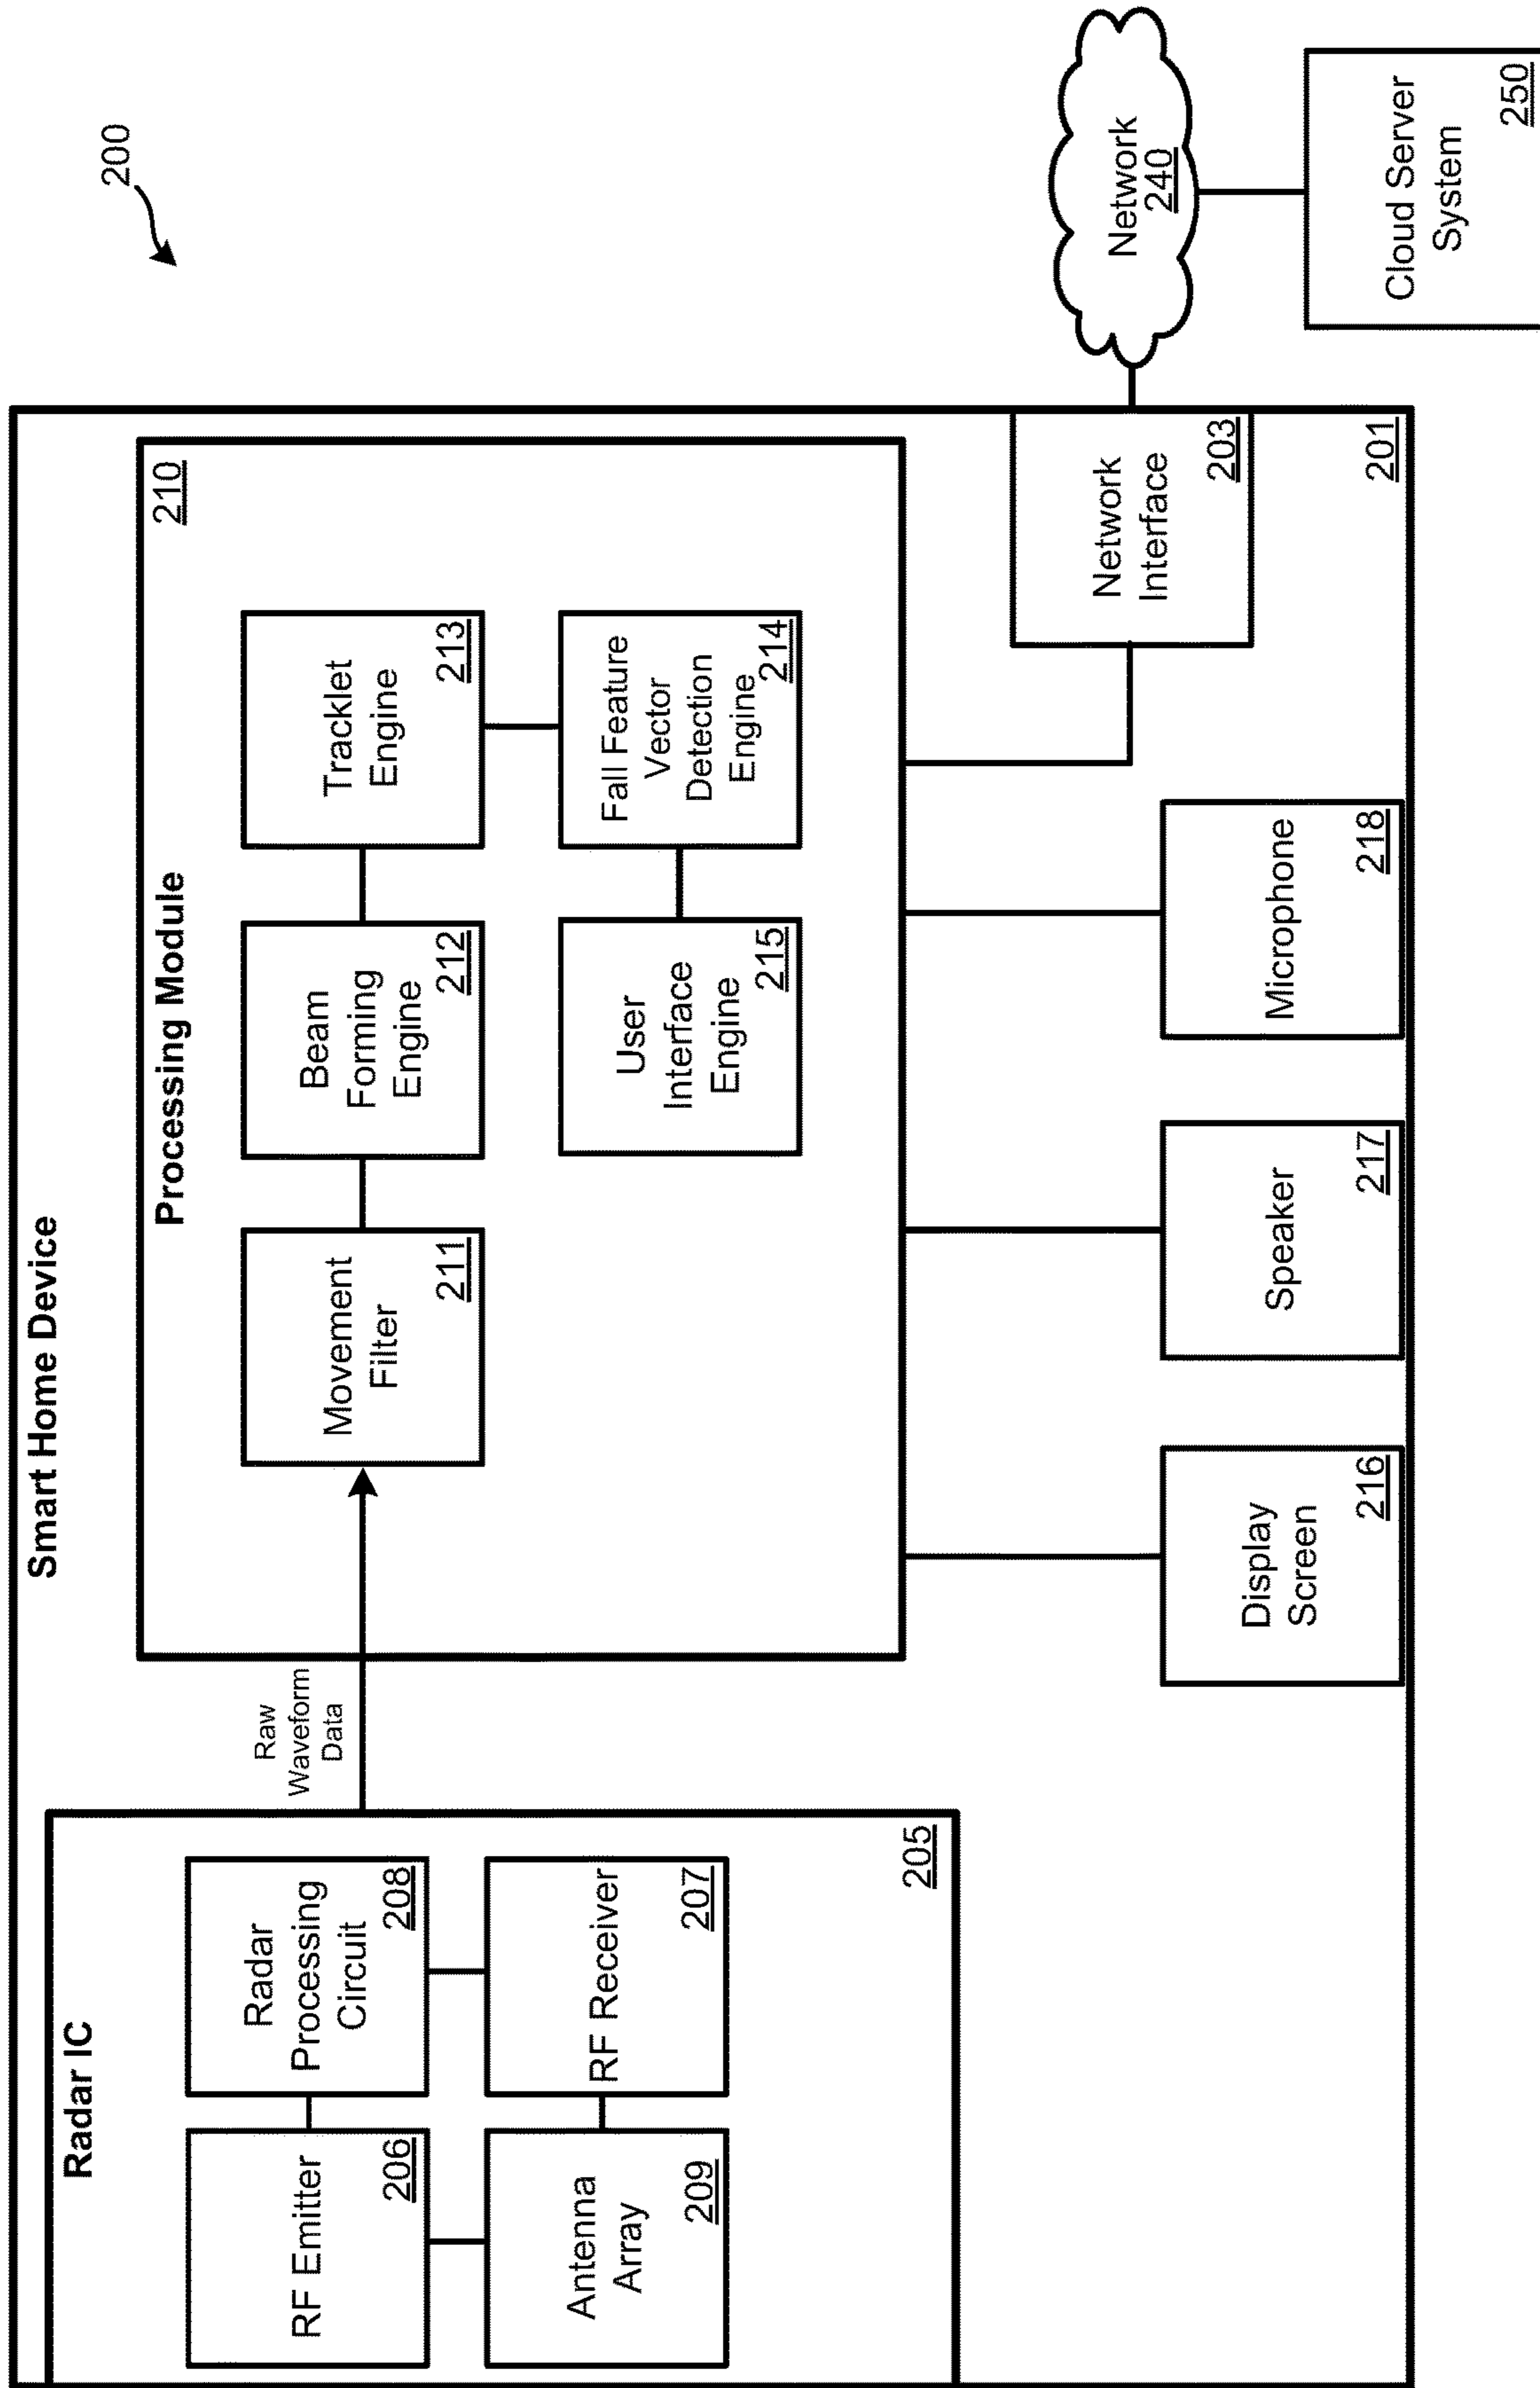 200
Smart Home Device
Radar IC
RF Emitter
206
Radar
Processing
Circuit
208
Antenna
Array
209
RF Receiver
207
205
Raw
Waveform
Data
Processing Module
210
Movement
Filter
211
Beam
Forming
Engine
212
Tracklet
Engine
213
User
Interface
Engine
215
Fall Feature
Vector
Detection
Engine
214
Display
Screen
216
Speaker
217
Microphone
218
Network
Interface
203
201
Network
240
Cloud Server
System
250